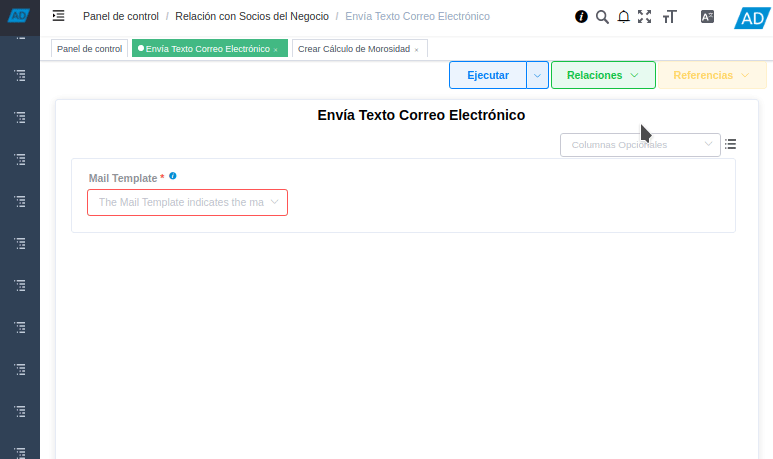 AD
Panel de control / Relación con Socios del Negocio / Envía Texto Correo Electrónico
AD
Panel de control
Envía Texto Correo Electrónico ×
Crear Cálculo de Morosidad ×
Ejecutar
Relaciones
Referencias
Envía Texto Correo Electrónico
Columnas Opcionales
Mail Template *
The Mail Template indicates the ma